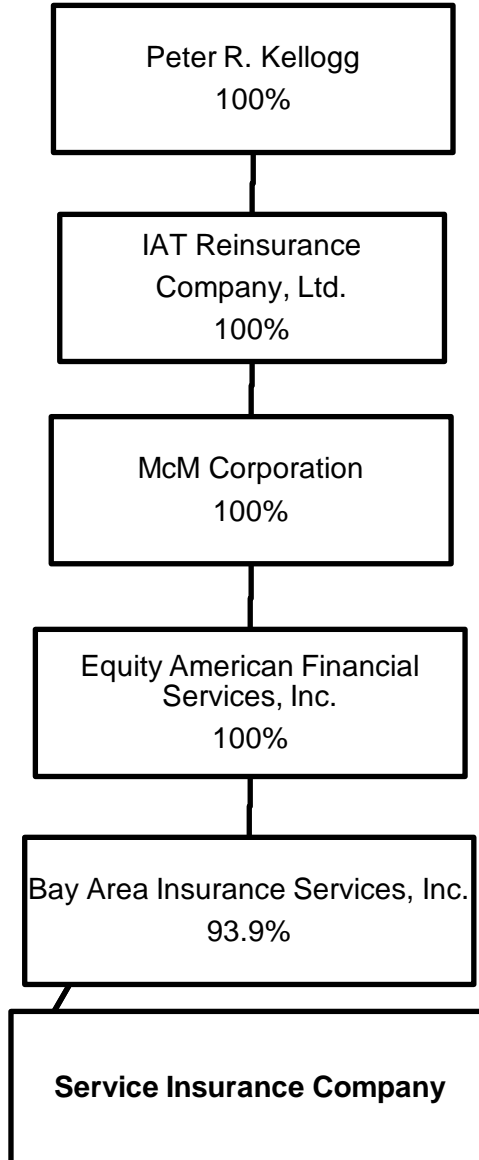 Peter R. Kellogg
100%
IAT Reinsurance
Company, Ltd.
100%
McM Corporation
100%
Equity American Financial
Services, Inc.
100%
Bay Area Insurance Services, Inc.
93.9%
Service Insurance Company